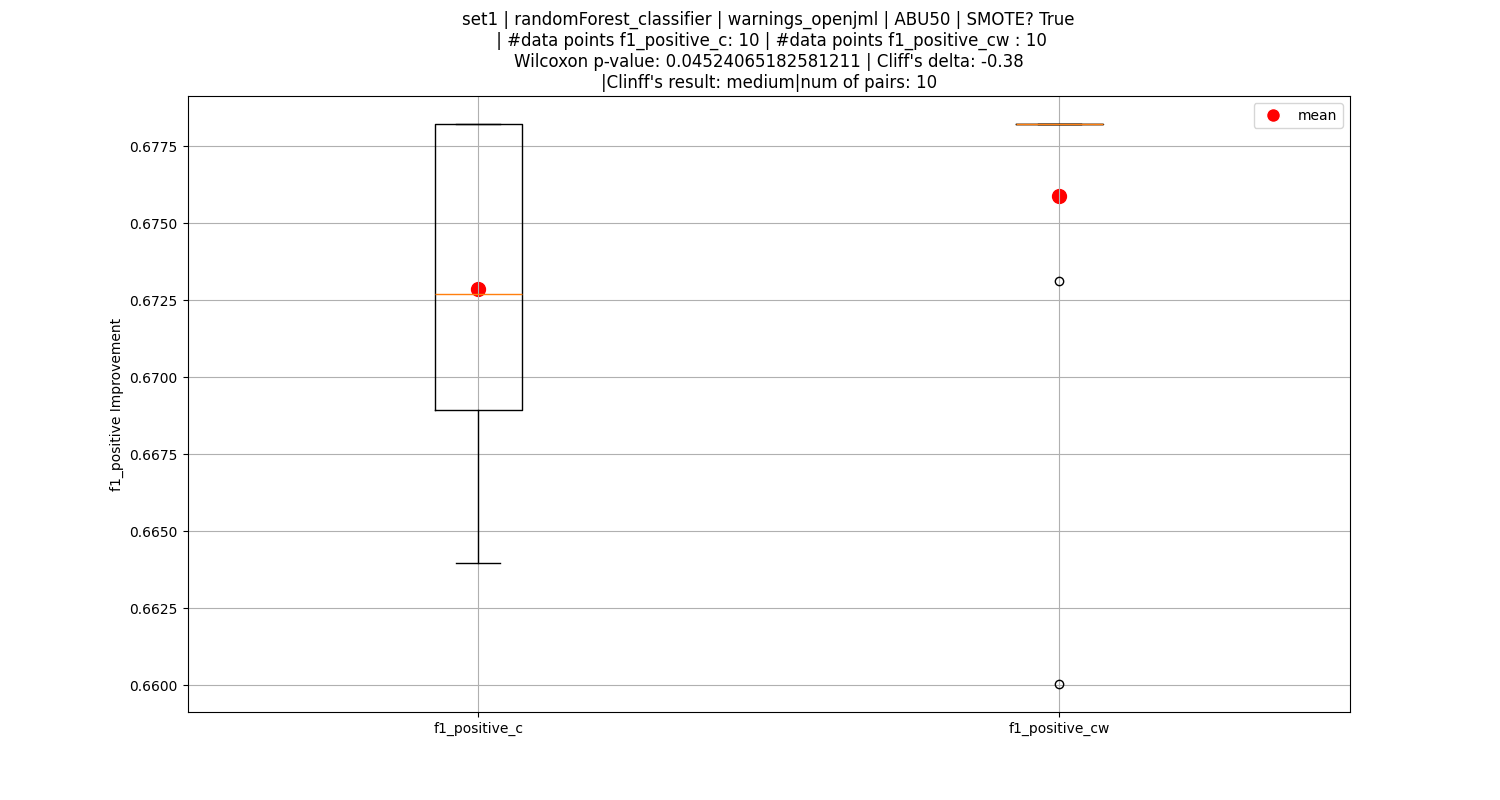 set1 | randomForest_classifier | warnings_openjml | ABU50 | SMOTE? True
| #data points f1_positive_c: 10 | #data points f1_positive_cw : 10
Wilcoxon p-value: 0.04524065182581211 | Cliff's delta: -0.38
|Clinff's result: medium|num of pairs: 10
mean
f1_positive Improvement
0.6775
0.6750
0.6725
0.6700
0.6675
0.6650
0.6625
0.6600
f1_positive_c
f1_positive_cw